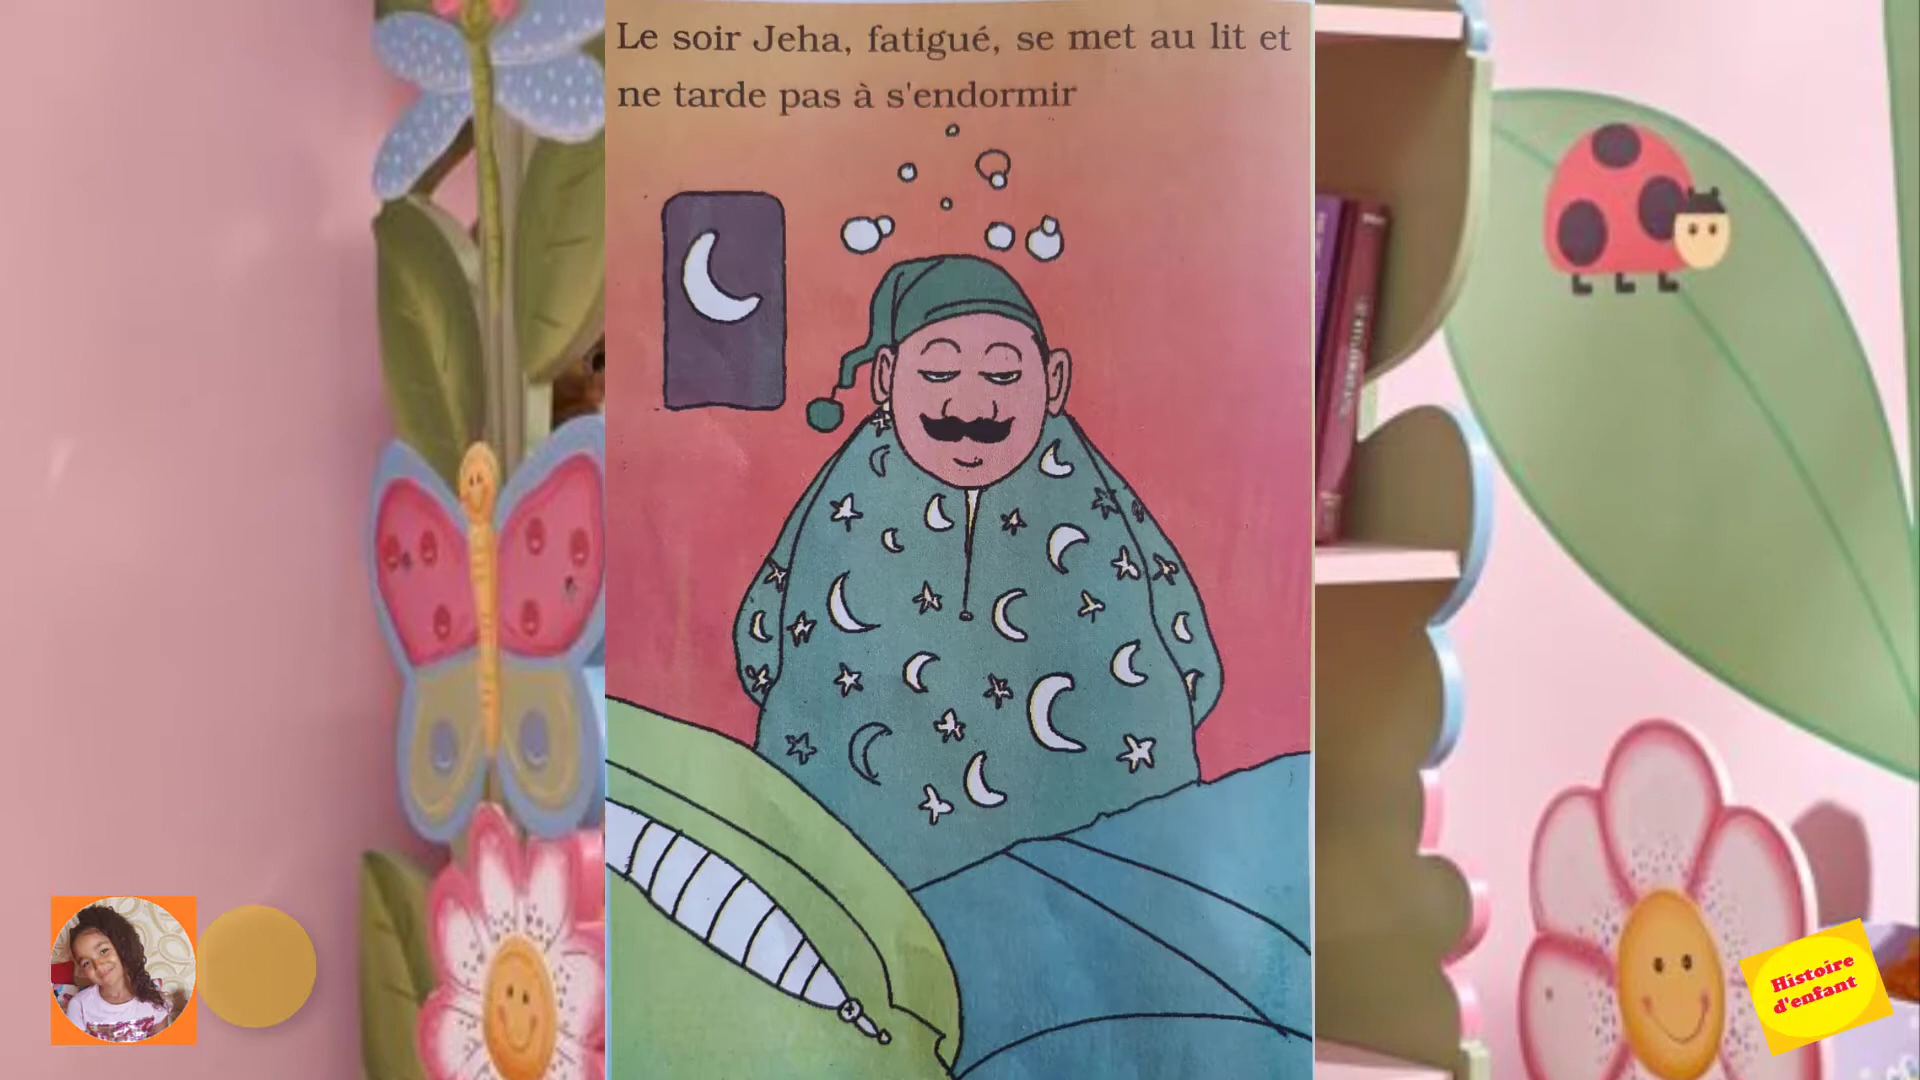 Le soir Jeha, fatigué, se met au lit et
ne tarde pas à s'endormir
Histoire
d'enfant